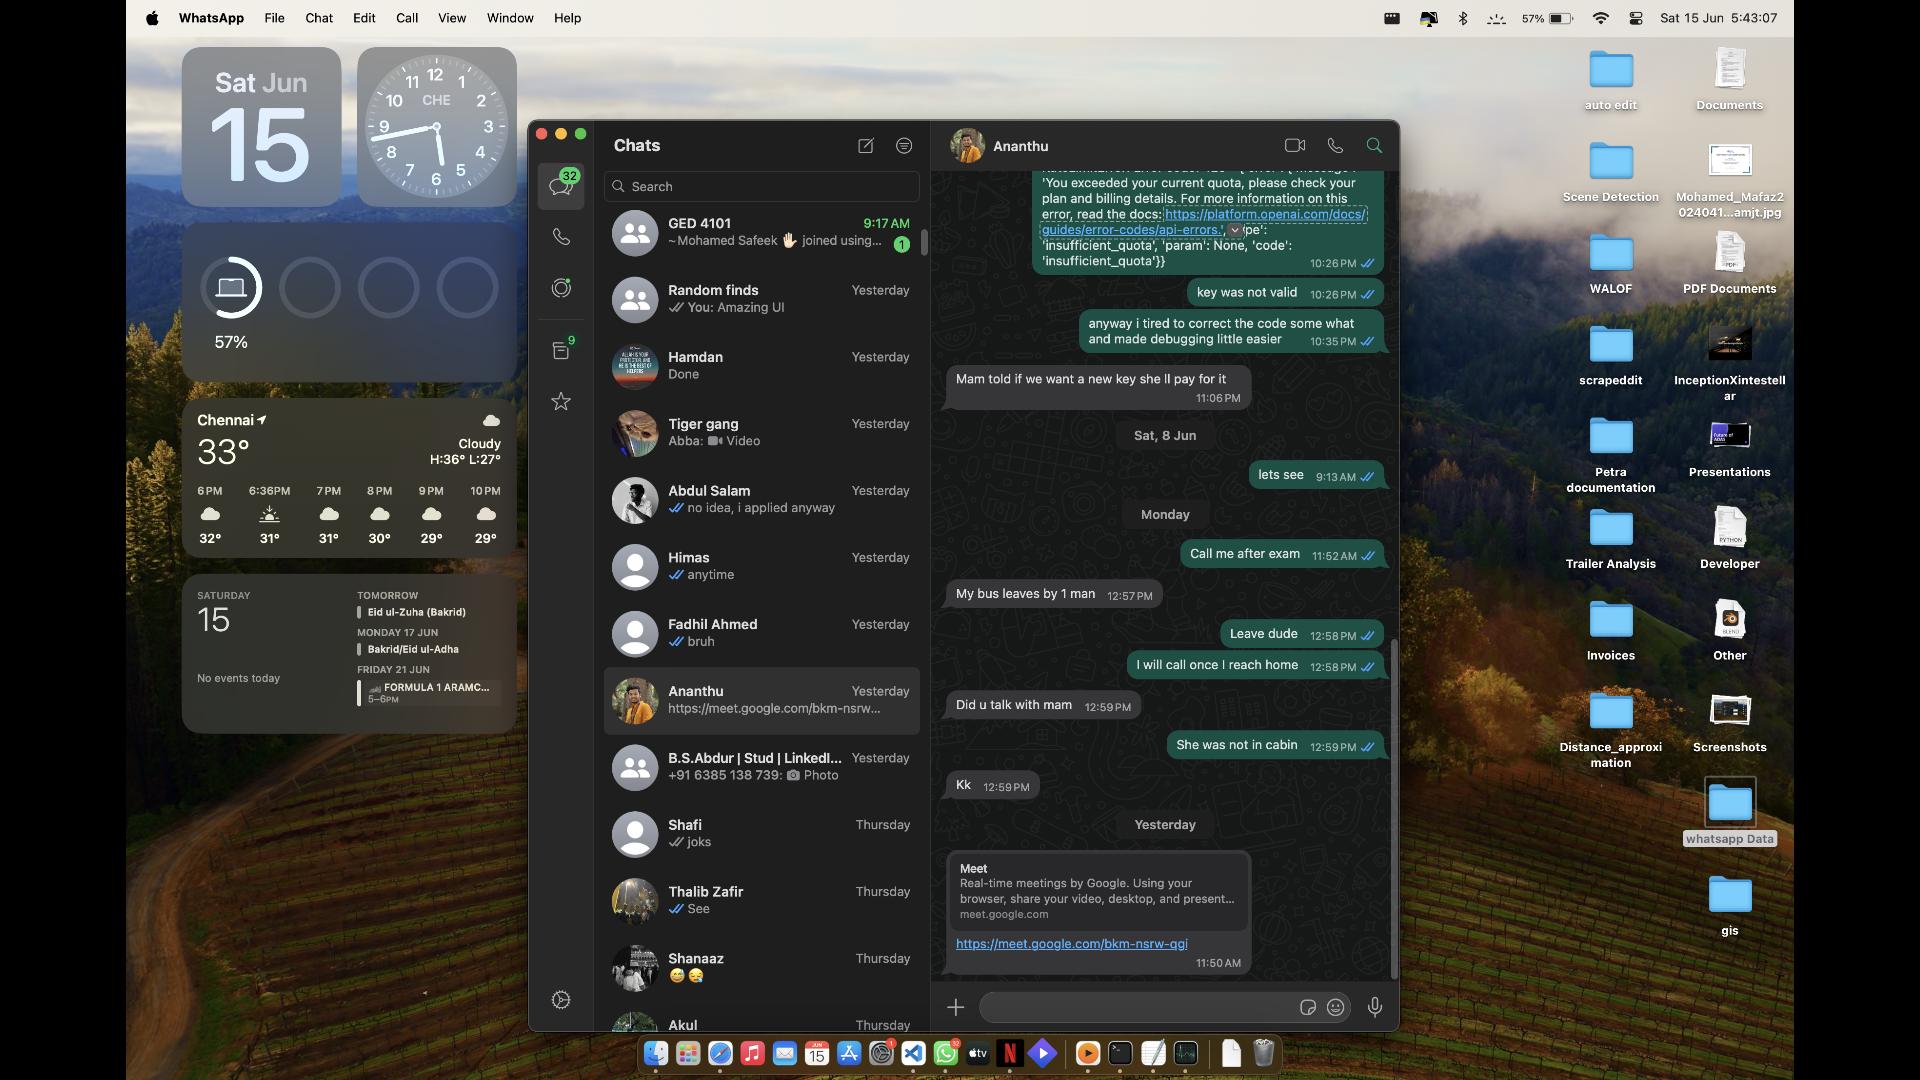 WhatsApp File Chat Edit Call View Window Help
57% Sat 15 Jun 5:43:07
Sat Jun
15
CHE
12
1
2
3
4
5
6
7
8
9
10
11
57%
Chennai
33°
Cloudy
H:36° L:27°
6PM 6:36PM 7PM 8PM 9PM 10PM
32° 31° 31° 30° 29° 29°
SATURDAY
15
No events today
TOMORROW
Eid ul-Zuha (Bakrid)
MONDAY 17 JUN
Bakrid/Eid ul-Adha
FRIDAY 21 JUN
FORMULA 1 ARAMC...
5–6PM
32
9
Chats
Search
GED 4101 9:17 AM
~Mohamed Safeek 🖐🏻 joined using... 1
Random finds Yesterday
You: Amazing UI
Hamdan Yesterday
Done
Tiger gang Yesterday
Abba: Video
Abdul Salam Yesterday
no idea, i applied anyway
Himas Yesterday
anytime
Fadhil Ahmed Yesterday
bruh
Ananthu Yesterday
https://meet.google.com/bkm-nsrw...
B.S.Abdur | Stud | LinkedI... Yesterday
+91 6385 138 739: Photo
Shafi Thursday
joks
Thalib Zafir Thursday
See
Shanaaz Thursday
😅😪
Akul Thursday
Ananthu
'You exceeded your current quota, please check your
plan and billing details. For more information on this
error, read the docs: https://platform.openai.com/docs/
guides/error-codes/api-errors.', pe':
'insufficient_quota', 'param': None, 'code':
'insufficient_quota'}}
10:26 PM
key was not valid 10:26 PM
anyway i tired to correct the code some what
and made debugging little easier 10:35 PM
Mam told if we want a new key she ll pay for it
11:06 PM
Sat, 8 Jun
lets see 9:13 AM
Monday
Call me after exam 11:52 AM
My bus leaves by 1 man 12:57 PM
Leave dude 12:58 PM
I will call once I reach home 12:58 PM
Did u talk with mam 12:59 PM
She was not in cabin 12:59 PM
Kk 12:59 PM
Yesterday
Meet
Real-time meetings by Google. Using your
browser, share your video, desktop, and present...
meet.google.com
https://meet.google.com/bkm-nsrw-qgi
11:50 AM
auto edit
Documents
Scene Detection
Mohamed_Mafaz2
024041...amjt.jpg
WALOF
PDF
PDF Documents
scrapeddit
InceptionXintestell
ar
Petra
documentation
Presentations
Trailer Analysis
PYTHON
Developer
Invoices
BLEND
Other
Distance_approxi
mation
Screenshots
whatsapp Data
gis
JUN
15
1
32
tv
N